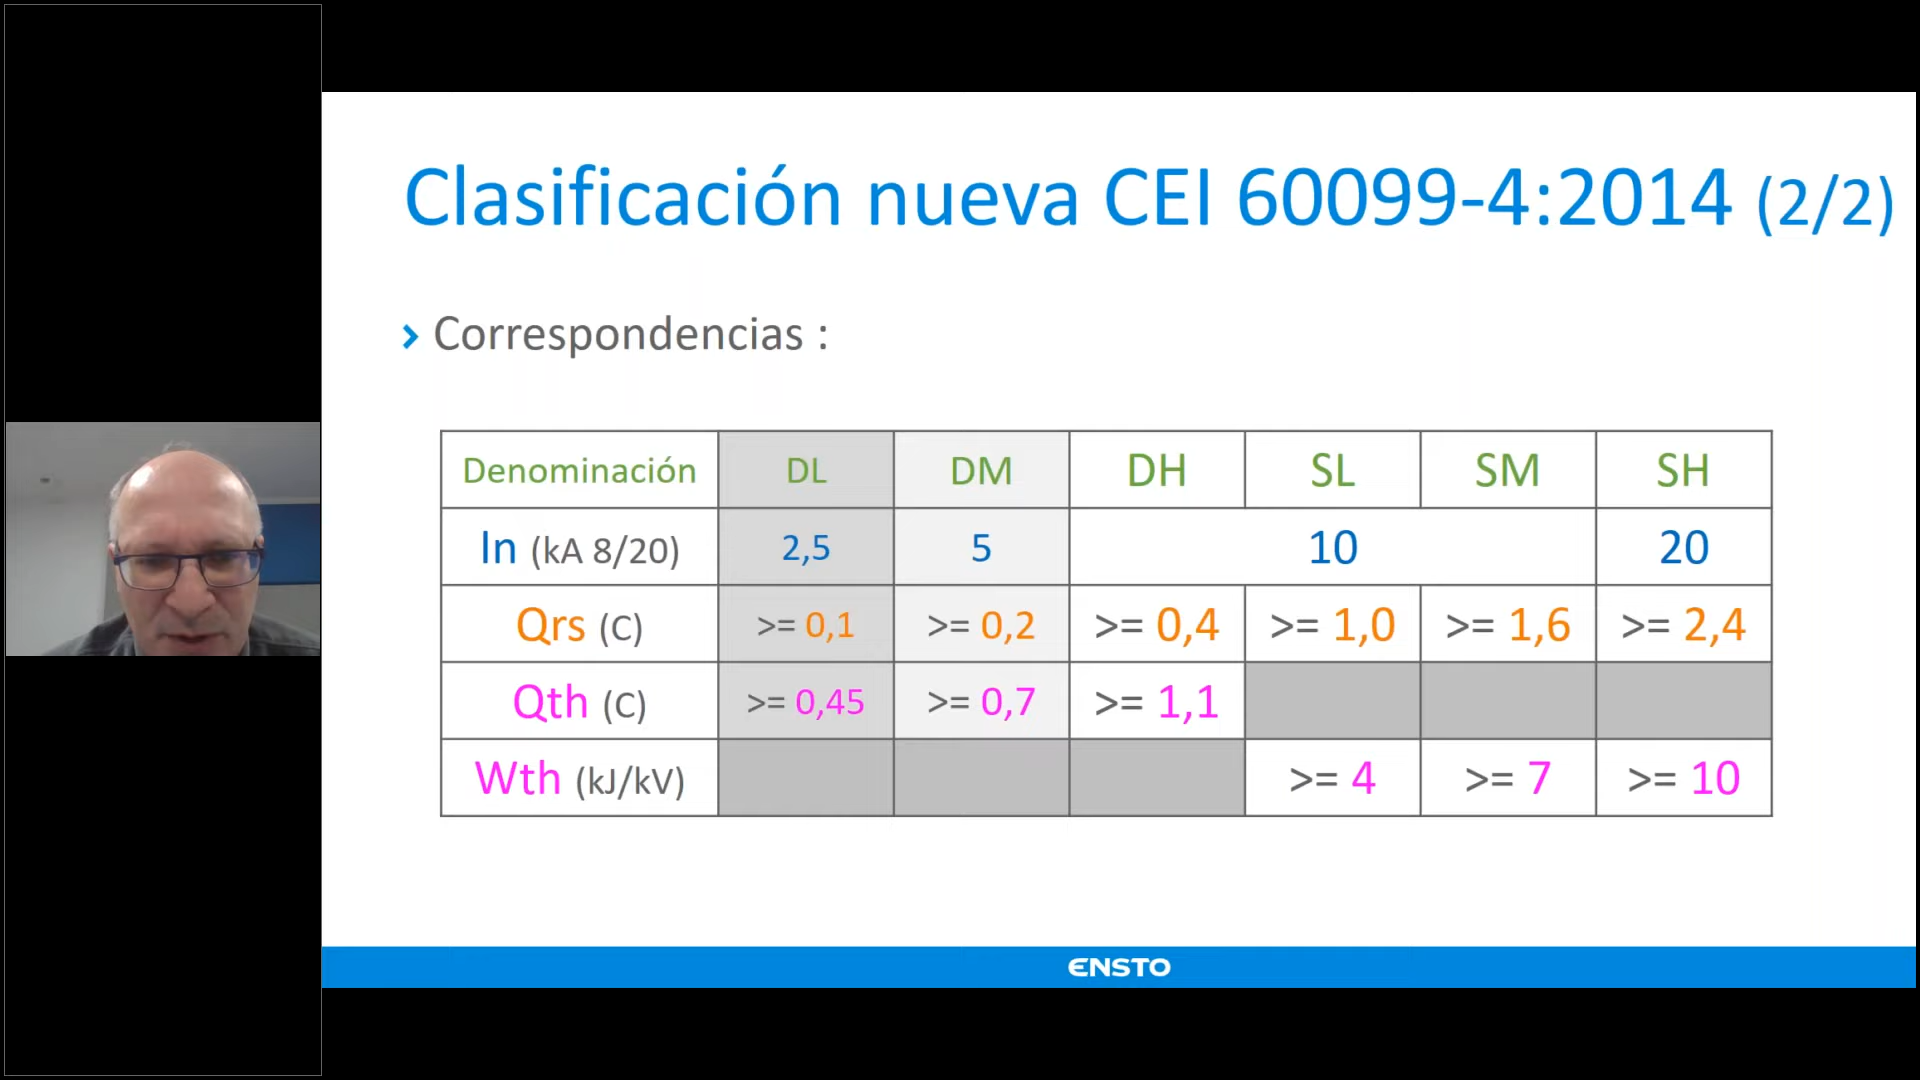 Clasificación nueva CEI 60099-4:2014 (2/2)
Correspondencias :
Denominación DL DM DH SL SM SH
In (kA 8/20) 2,5 5 10 20
Qrs (C) >= 0,1 >= 0,2 >= 0,4 >= 1,0 >= 1,6 >= 2,4
Qth (C) >= 0,45 >= 0,7 >= 1,1
Wth (kJ/kV) >= 4 >= 7 >= 10
ENSTO